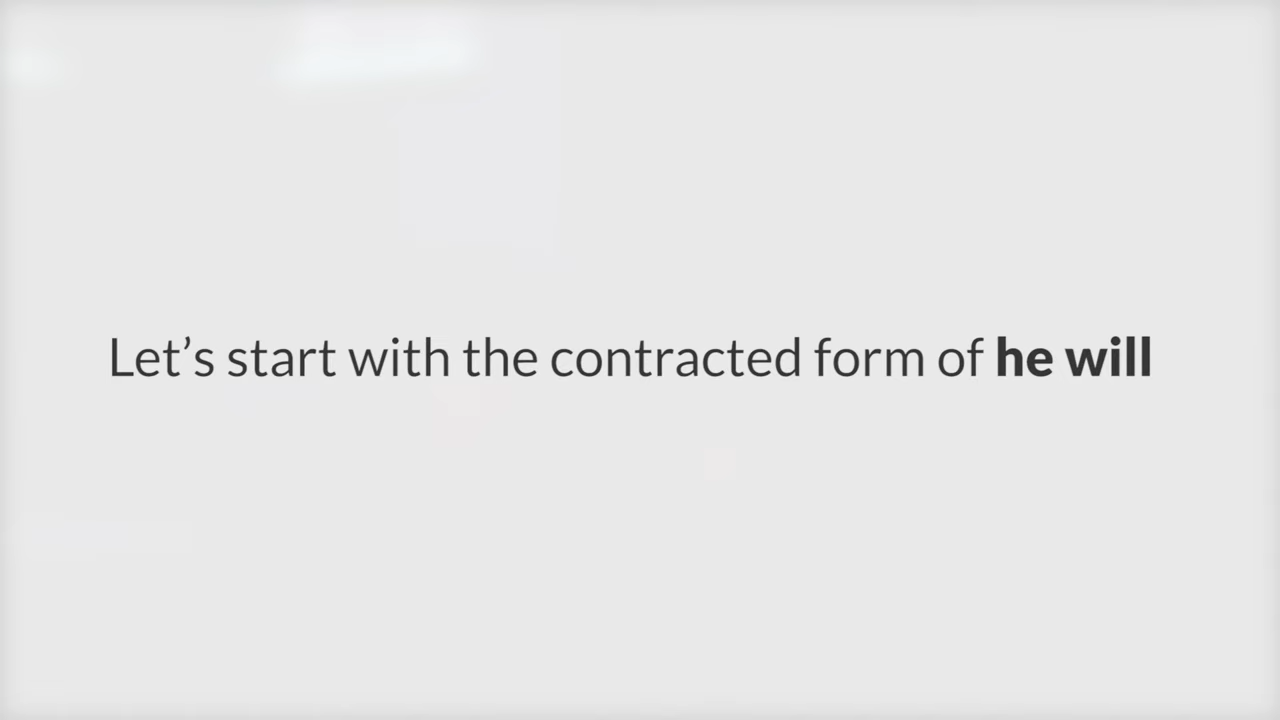 Let’s start with the contracted form of he will